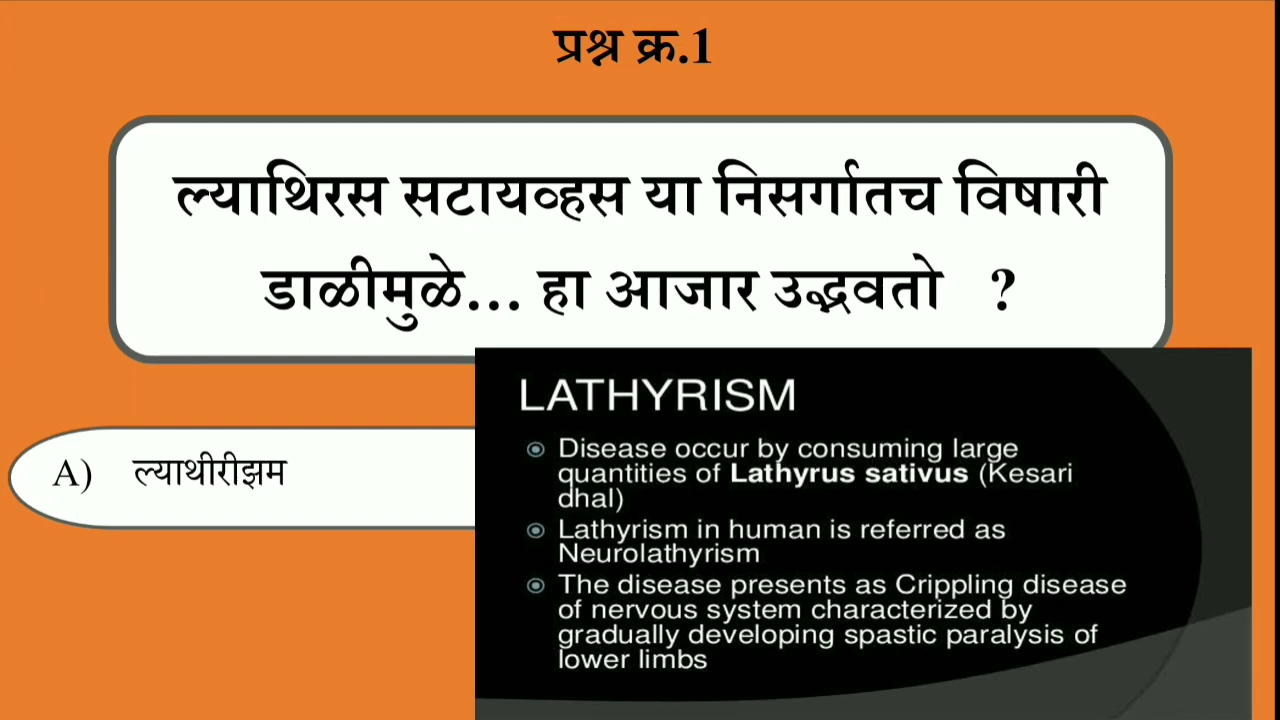 प्रश्न क्र.1
ल्याथिरस सटायव्हस या निसर्गातच विषारी
डाळीमुळे... हा आजार उद्भवतो ?
A) ल्याथीरीझम
LATHYRISM
Disease occur by consuming large
quantities of Lathyrus sativus (Kesari
dhal)
Lathyrism in human is referred as
Neurolathyrism
The disease presents as Crippling disease
of nervous system characterized by
gradually developing spastic paralysis of
lower limbs